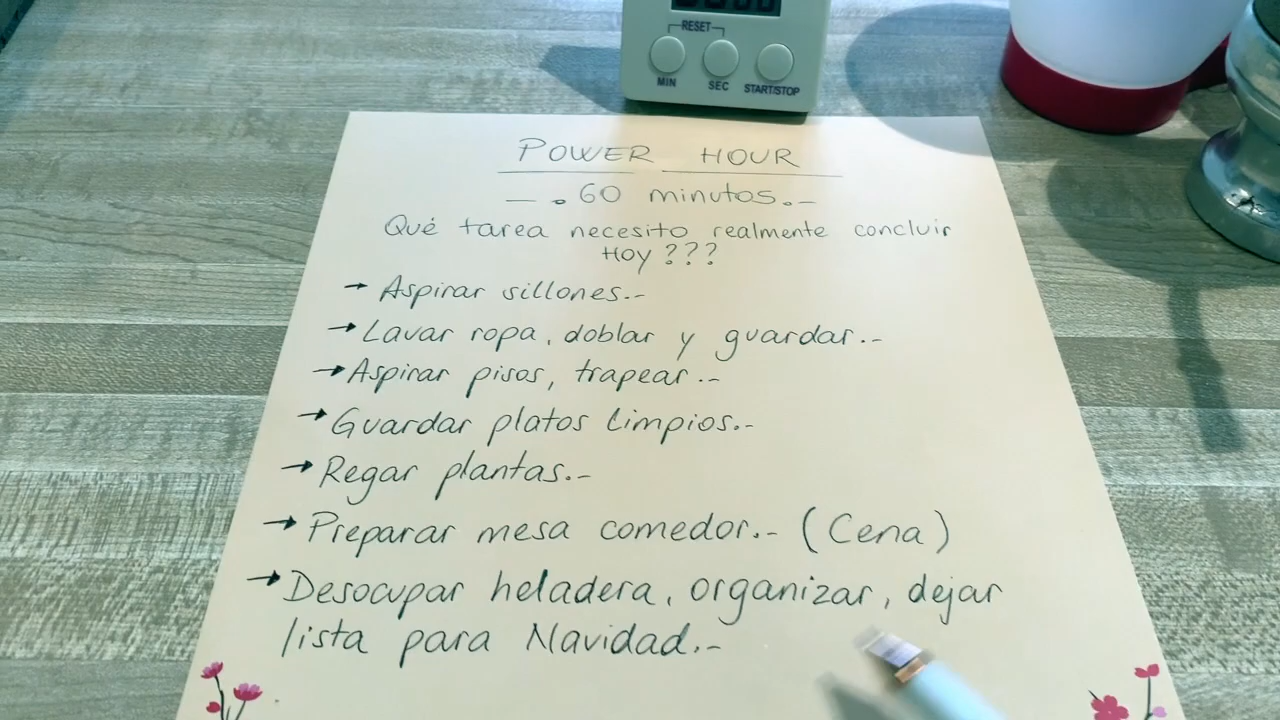 RESET
MIN SEC START/STOP
POWER HOUR
—.60 minutos.-
Qué tarea necesito realmente concluir
Hoy ???
→ Aspirar sillones.-
→ Lavar ropa, doblar y guardar.-
→ Aspirar pisos, trapear.-
→ Guardar platos limpios.-
→ Regar plantas.-
→ Preparar mesa comedor.- (Cena)
→ Desocupar heladera, organizar, dejar
lista para Navidad.-